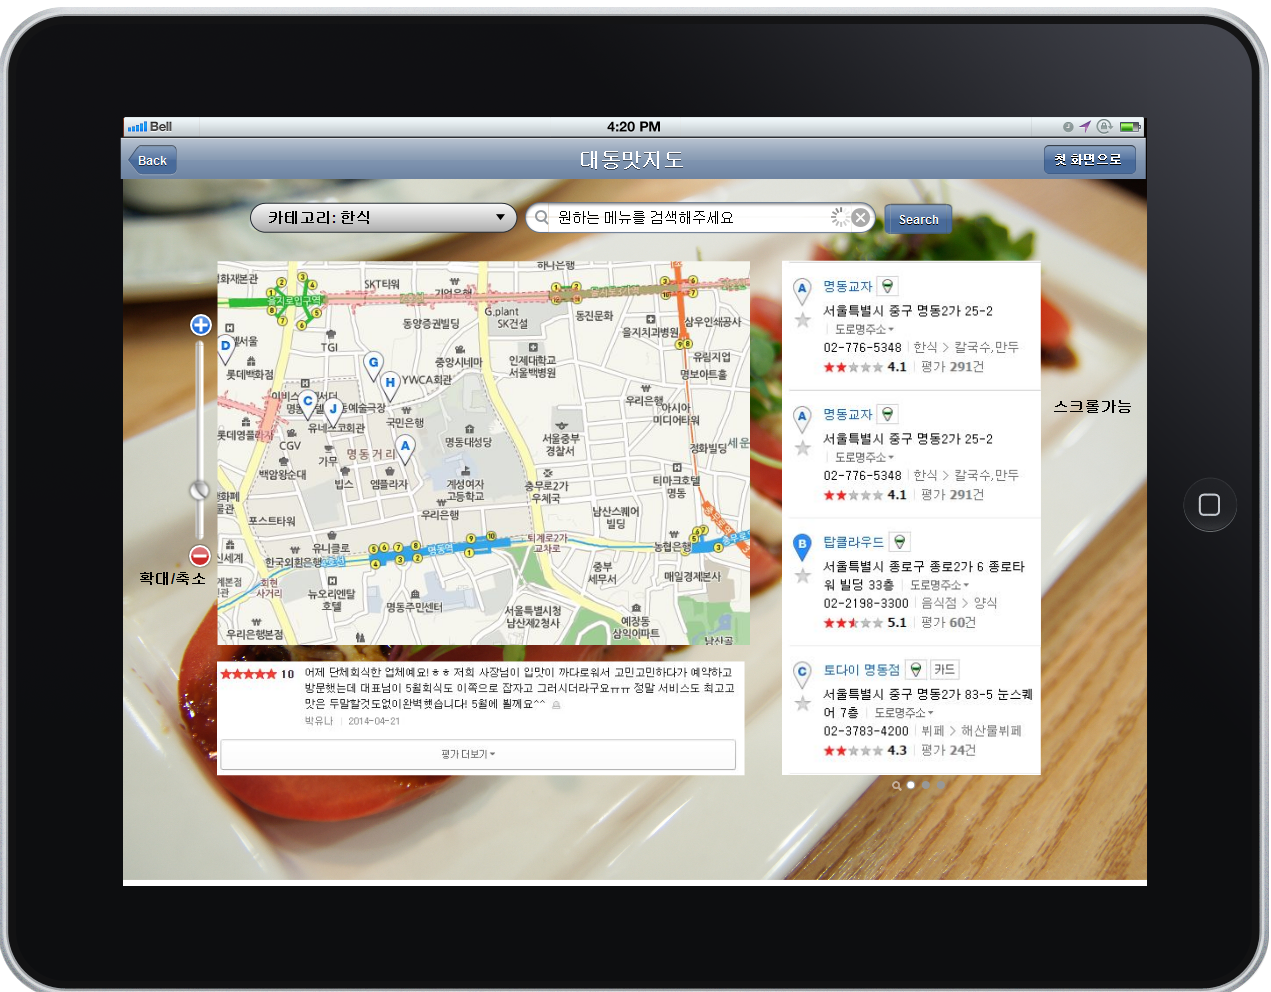 Bell
4:20 PM
Back
대동맛지도
첫 화면으로
카테고리: 한식
원하는 메뉴를 검색해주세요
Search
하나은행
SKT타워
기업은행
을지로입구역
G.plant
SK건설
동양증권빌딩
동진문화
을지치과병원
삼우인쇄공사
TGI
D
G
H
C
J
A
롯데백화점
중앙시네마
YWCA회관
인제대학교
서울백병원
유림지업
명보아트홀
우리은행
아시아
미디어타워
국민은행
유네스코회관
롯데영플라자
CGV
가무
명동거리
명동대성당
서울중부
경찰서
경화빌딩
세운
백암왕순대
빕스
엠플라자
계성여자
고등학교
충무로2가
우체국
티마크호텔
명동
포스트타워
우리은행
남산스퀘어
빌딩
유니클로
한국외환은행
명동역
퇴계로2가
교차로
농협은행
회현
사거리
뉴오리엔탈
호텔
명동주민센터
중부
세무서
매일경제본사
서울특별시청
남산제2청사
예장동
삼익아파트
우리은행본점
확대/축소
A 명동교자
서울특별시 중구 명동2가 25-2
도로명주소
02-776-5348 한식 > 칼국수,만두
4.1 평가 291건
A 명동교자
서울특별시 중구 명동2가 25-2
도로명주소
02-776-5348 한식 > 칼국수,만두
4.1 평가 291건
B 탑클라우드
서울특별시 종로구 종로2가 6 종로타
워 빌딩 33층 도로명주소
02-2198-3300 음식점 > 양식
5.1 평가 60건
C 토다이 명동점 카드
서울특별시 중구 명동2가 83-5 눈스퀘
어 7층 도로명주소
02-3783-4200 뷔페 > 해산물뷔페
4.3 평가 24건
스크롤가능
10 어제 단체회식한 업체예요! ㅎㅎ 저희 사장님이 입맛이 까다로워서 고민고민하다가 예약하고
방문했는데 대표님이 5월회식도 이쪽으로 잡자고 그러시더라구요ㅠㅠ 정말 서비스도 최고고
맛은 두말할것도없이완벽했습니다! 5월에 뵐께요^^
박유나 2014-04-21
평가 더보기